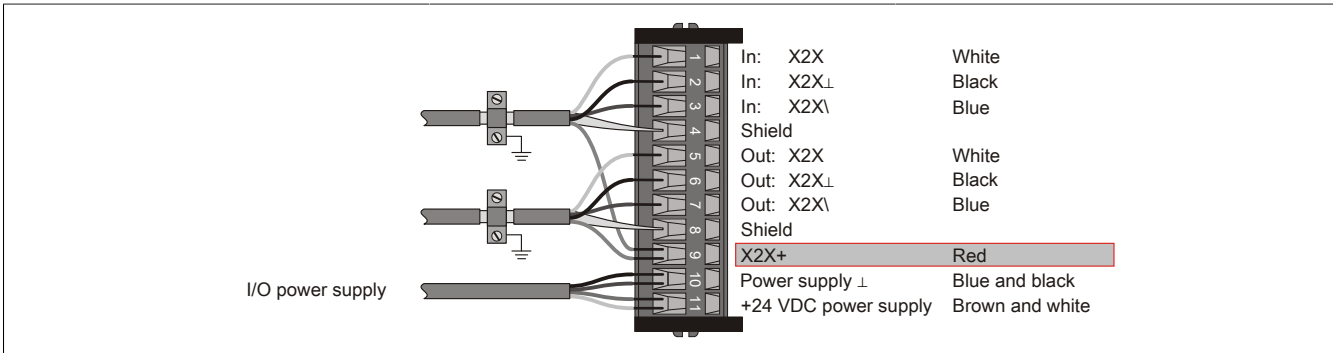 1 In: X2X White
2 In: X2X⊥ Black
3 In: X2X\ Blue
4 Shield
5 Out: X2X White
6 Out: X2X⊥ Black
7 Out: X2X\ Blue
8 Shield
9 X2X+ Red
I/O power supply 10 Power supply ⊥ Blue and black
11 +24 VDC power supply Brown and white